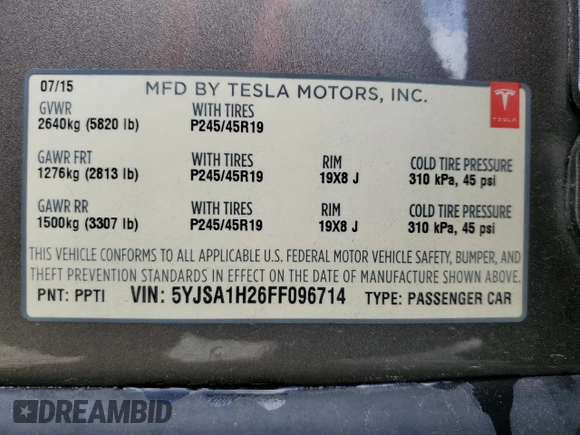 07/15 MFD BY TESLA MOTORS, INC.
TESLA
GVWR WITH TIRES
2640kg (5820 lb) P245/45R19
GAWR FRT WITH TIRES RIM COLD TIRE PRESSURE
1276kg (2813 lb) P245/45R19 19X8 J 310 kPa, 45 psi
GAWR RR WITH TIRES RIM COLD TIRE PRESSURE
1500kg (3307 lb) P245/45R19 19X8 J 310 kPa, 45 psi
THIS VEHICLE CONFORMS TO ALL APPLICABLE U.S. FEDERAL MOTOR VEHICLE SAFETY, BUMPER, AND
THEFT PREVENTION STANDARDS IN EFFECT ON THE DATE OF MANUFACTURE SHOWN ABOVE.
PNT: PPTI VIN: 5YJSA1H26FF096714 TYPE: PASSENGER CAR
DREAMBID